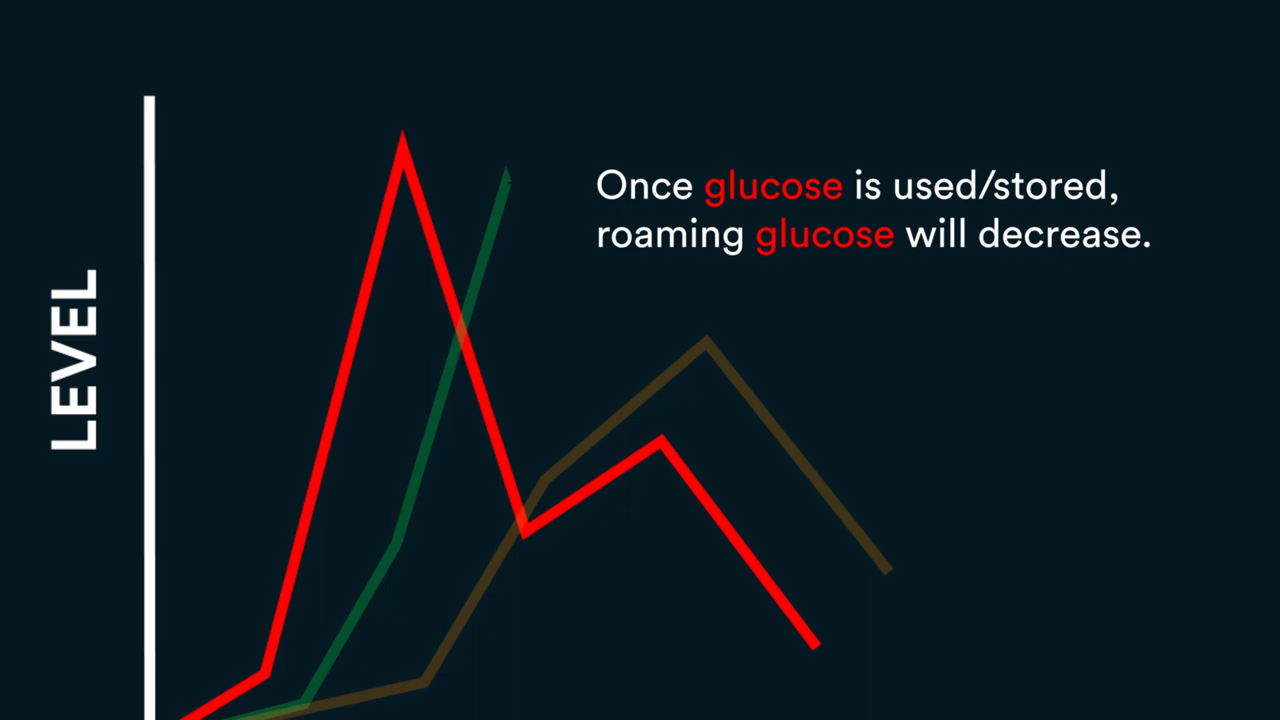 LEVEL
Once glucose is used/stored,
roaming glucose will decrease.